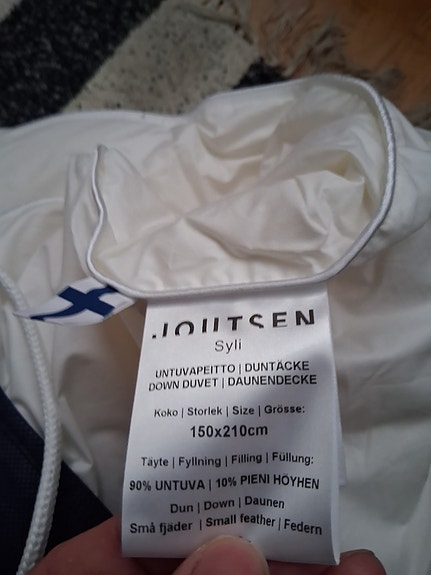 JOUTSEN
Syli
UNTUVAPEITTO | DUNTÄCKE
DOWN DUVET | DAUNENDECKE
Koko | Storlek | Size | Grösse:
150x210cm
Täyte | Fyllning | Filling | Füllung:
90% UNTUVA | 10% PIENI HÖYHEN
Dun | Down | Daunen
Små fjäder | Small feather | Federn